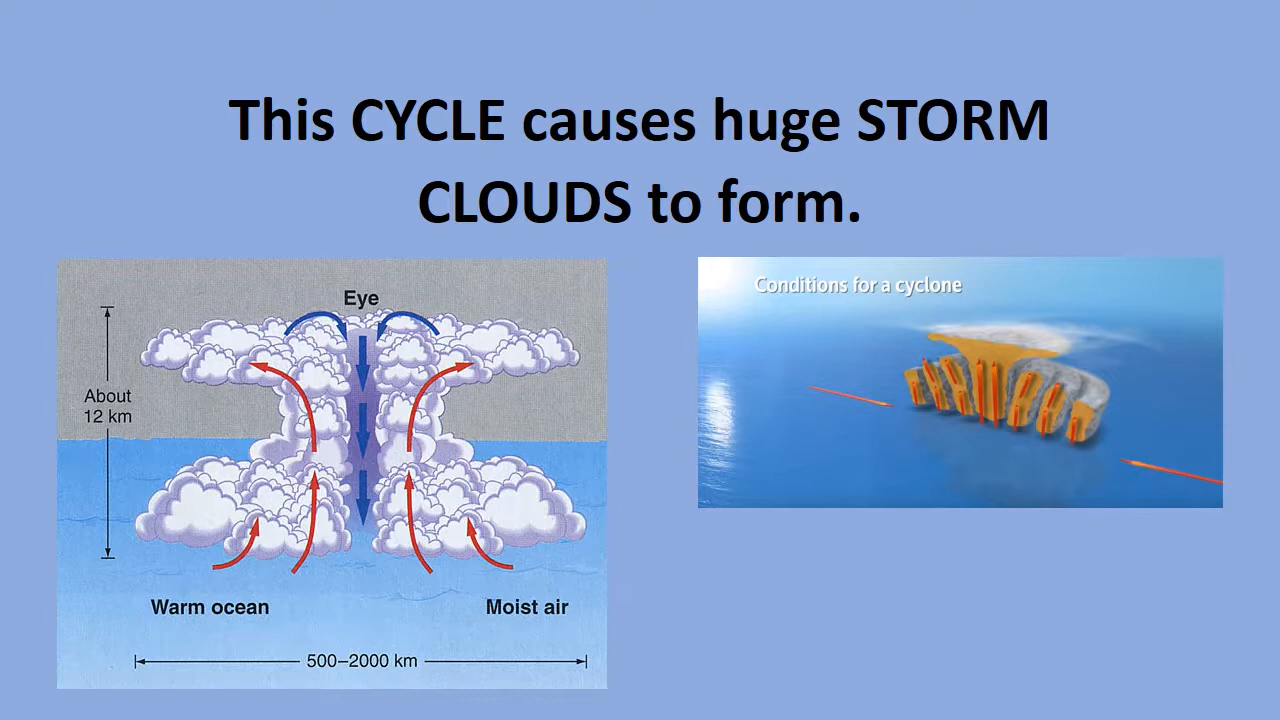 This CYCLE causes huge STORM
CLOUDS to form.
Eye
About
12 km
Warm ocean
Moist air
500–2000 km
Conditions for a cyclone